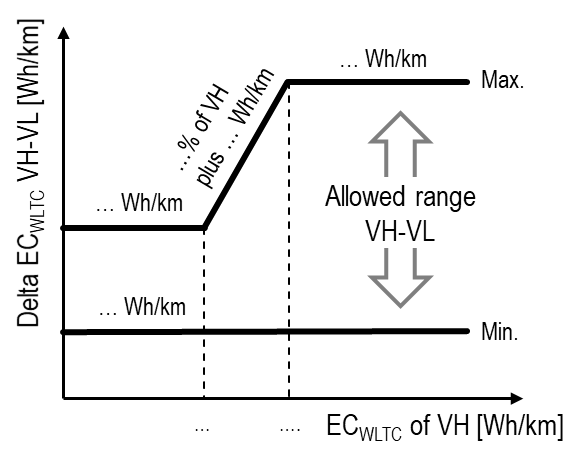 Delta EC_WLTC VH-VL [Wh/km]
… Wh/km
Max.
…% of VH
plus … Wh/km
Allowed range
VH-VL
… Wh/km
… Wh/km
Min.
...
....
EC_WLTC of VH [Wh/km]